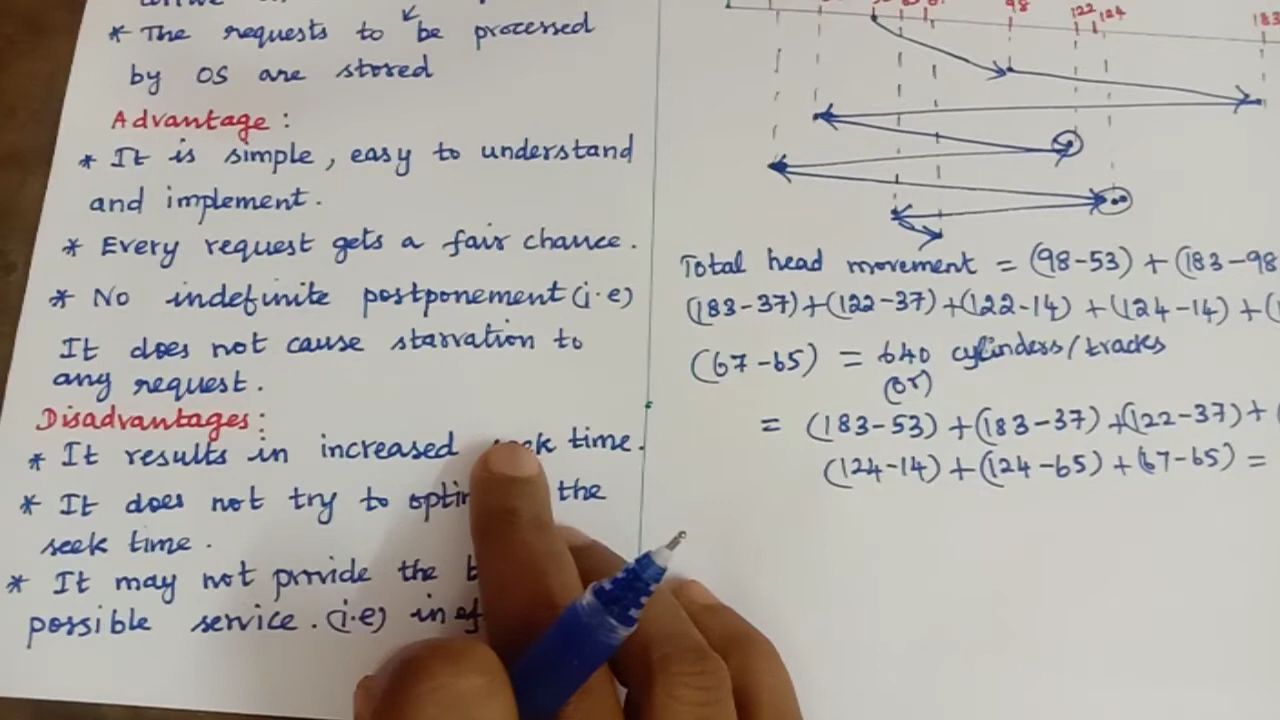 * The requests to be processed
by OS are stored
Advantage :
* It is simple, easy to understand
and implement.
* Every request gets a fair chance.
* No indefinite postponement (i.e)
It does not cause starvation to
any request.
Disadvantages :
* It results in increased seek time.
* It does not try to the
seek time.
* It may not provide the
possible service. (i.e)
98 122 124 183
Total head movement = (98-53) + (183-98
(183-37)+(122-37)+(122-14) + (124-14) +
(67-65) = 640 cylinders/tracks
(or)
= (183-53) +(183-37) +(122-37) +
(124-14) +(124-65) +(67-65) =